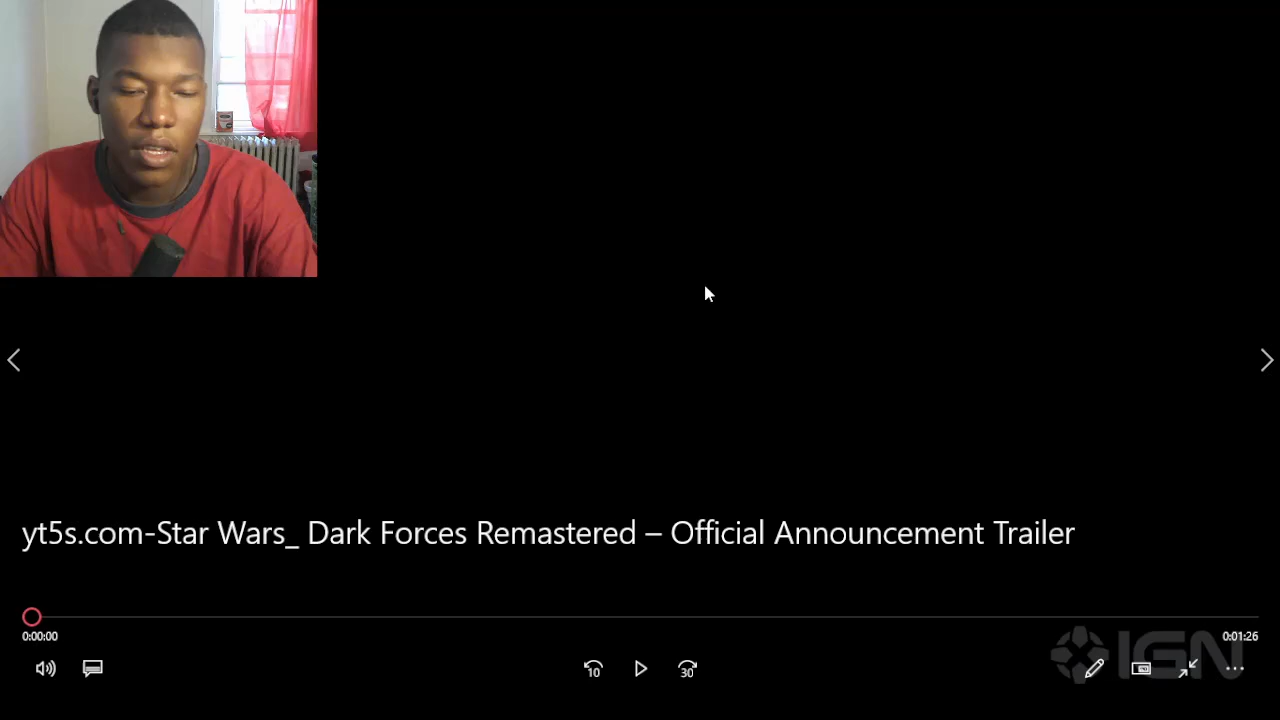 yt5s.com-Star Wars_ Dark Forces Remastered – Official Announcement Trailer
0:00:00
0:01:26
10
30
IGN